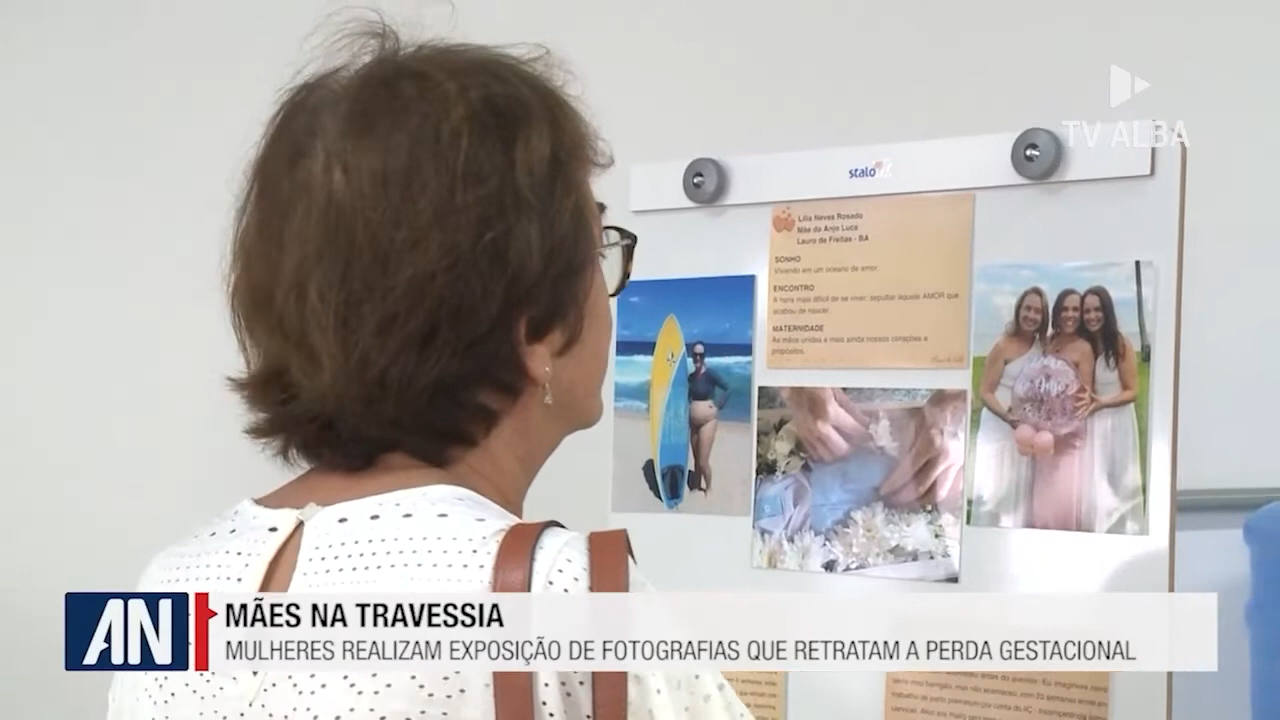 TV ALBA
stalo
Lilia Neves Rosado
Mãe do Anjo Luca
Lauro de Freitas - BA
SONHO
Vivendo em um oceano de amor.
ENCONTRO
A hora mais difícil de se viver: sepultar aquele AMOR que
acabou de nascer.
MATERNIDADE
As mãos unidas e mais ainda nossos corações e
propósitos.
AN
MÃES NA TRAVESSIA
MULHERES REALIZAM EXPOSIÇÃO DE FOTOGRAFIAS QUE RETRATAM A PERDA GESTACIONAL